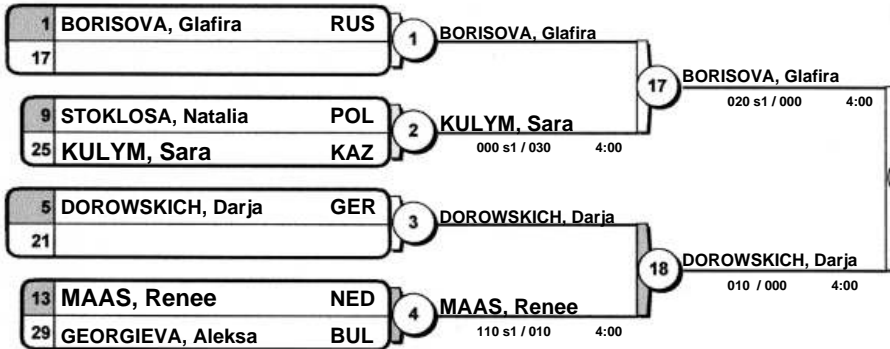 1 BORISOVA, Glafira RUS
17
1
BORISOVA, Glafira
9 STOKLOSA, Natalia POL
25 KULYM, Sara KAZ
2
KULYM, Sara
000 s1 / 030 4:00
17
BORISOVA, Glafira
020 s1 / 000 4:00
5 DOROWSKICH, Darja GER
21
3
DOROWSKICH, Darja
13 MAAS, Renee NED
29 GEORGIEVA, Aleksa BUL
4
MAAS, Renee
110 s1 / 010 4:00
18
DOROWSKICH, Darja
010 / 000 4:00